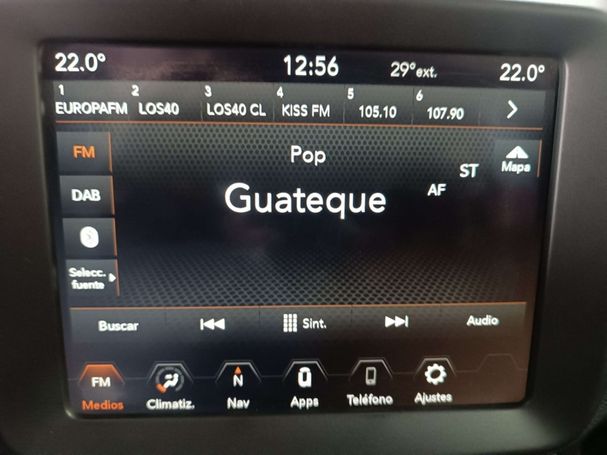 22.0° 12:56 29°ext. 22.0°
1 2 3 4 5 6
EUROPAFM LOS40 LOS40 CL KISS FM 105.10 107.90
FM Pop Mapa
ST
DAB Guateque AF
Selecc.
fuente
Buscar Sint. Audio
FM N
Medios Climatiz. Nav Apps Teléfono Ajustes